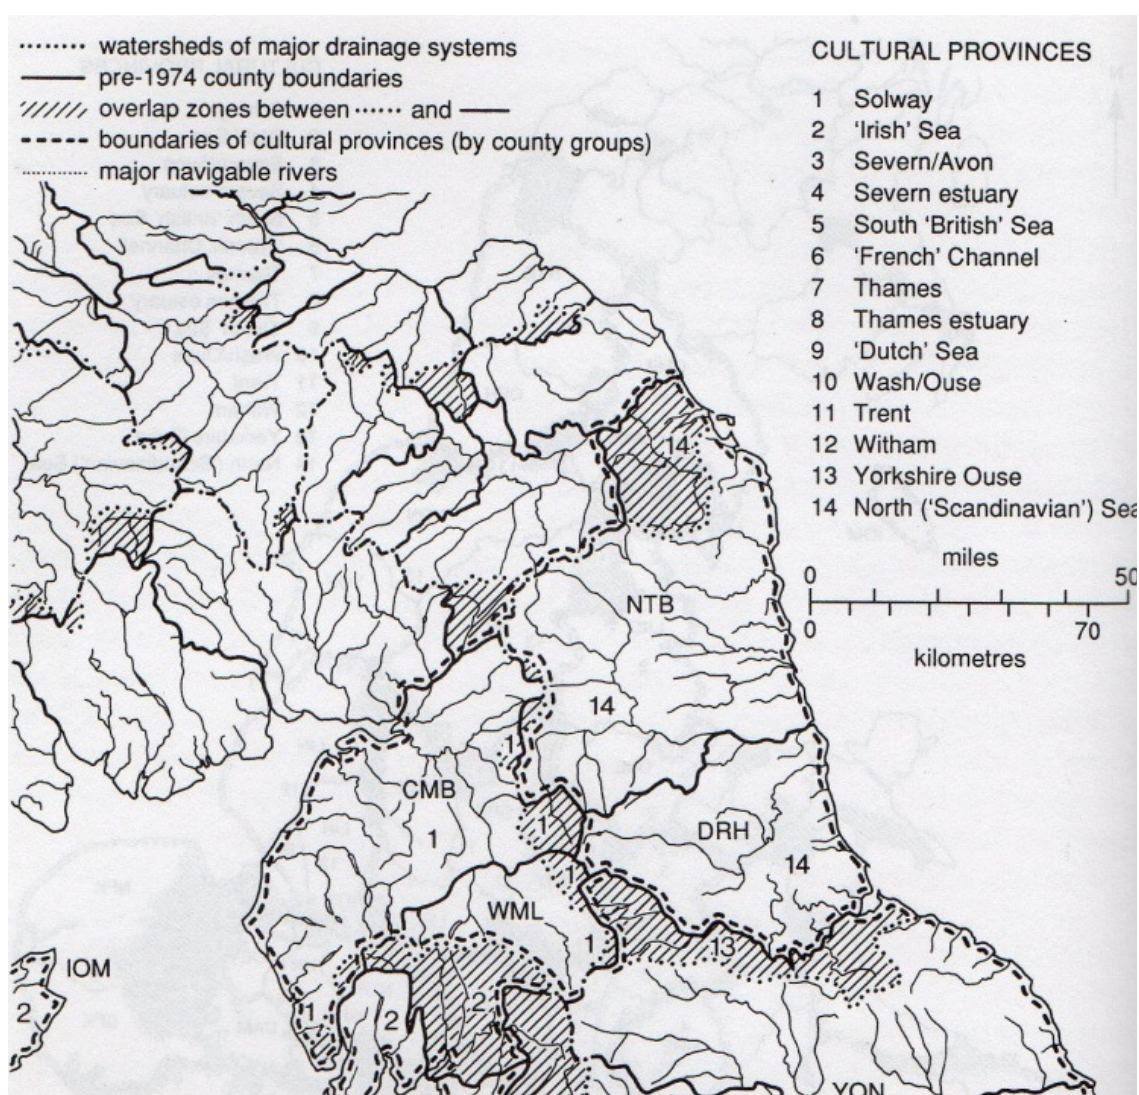 watersheds of major drainage systems
pre-1974 county boundaries
overlap zones between ...... and —
boundaries of cultural provinces (by county groups)
major navigable rivers
CULTURAL PROVINCES
1 Solway
2 ‘Irish’ Sea
3 Severn/Avon
4 Severn estuary
5 South ‘British’ Sea
6 ‘French’ Channel
7 Thames
8 Thames estuary
9 ‘Dutch’ Sea
10 Wash/Ouse
11 Trent
12 Witham
13 Yorkshire Ouse
14 North (‘Scandinavian’) Sea
miles
0 50
0 70
kilometres
14
NTB
14
1
CMB
1
1
DRH
14
1
WML
1
13
IOM
2
1
2
2
YON